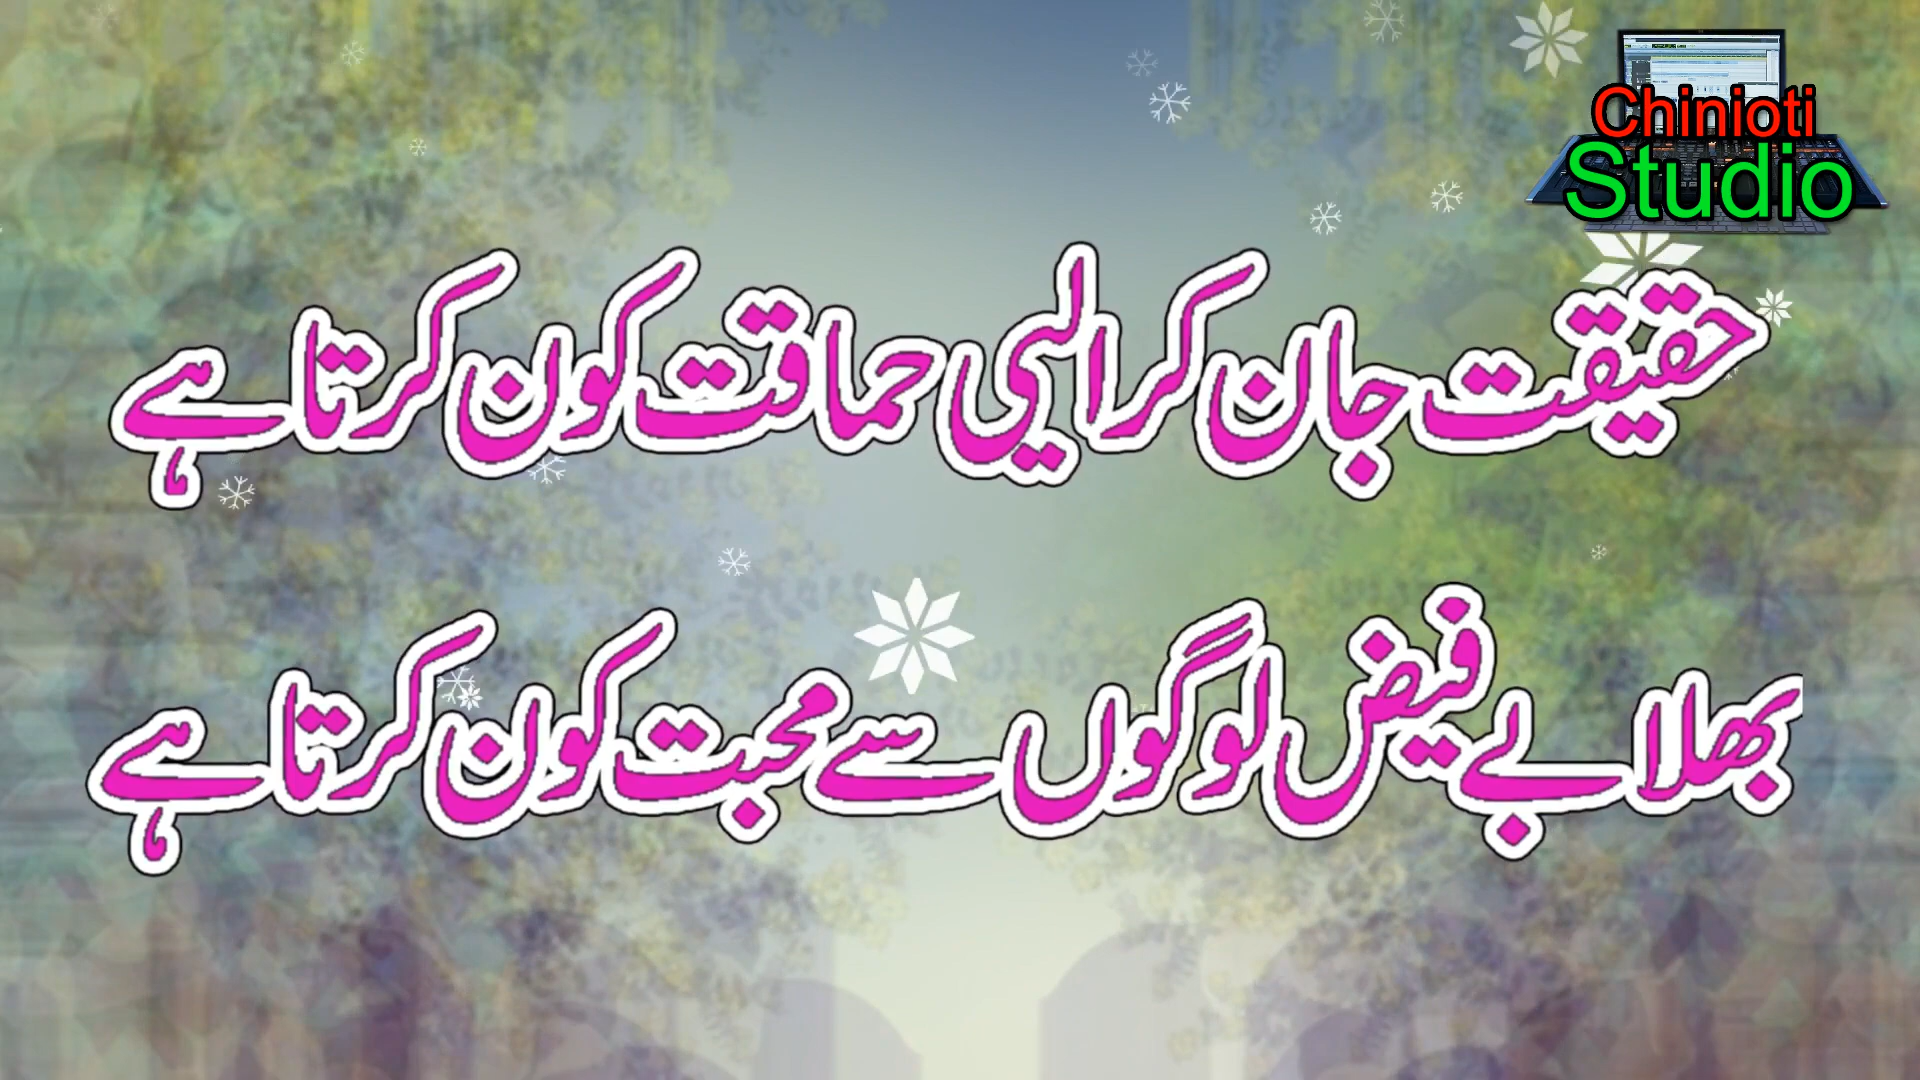 Chinioti
Studio
حقیقت جان کر ایسی حماقت کون کرتا ہے
بھلا بے فیض لوگوں سے محبت کون کرتا ہے